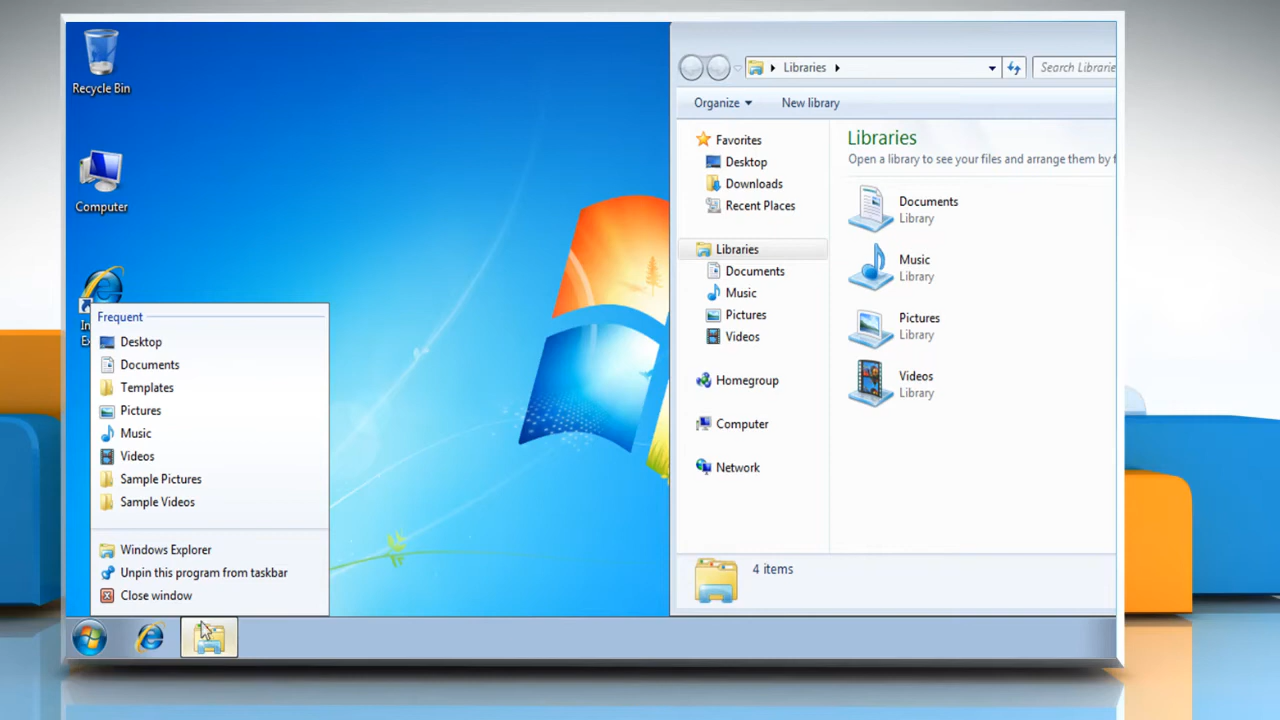 Recycle Bin
Computer
Frequent
Desktop
Documents
Templates
Pictures
Music
Videos
Sample Pictures
Sample Videos
Windows Explorer
Unpin this program from taskbar
Close window
Libraries
Search Librarie
Organize
New library
Favorites
Desktop
Downloads
Recent Places
Libraries
Documents
Music
Pictures
Videos
Homegroup
Computer
Network
Libraries
Open a library to see your files and arrange them by f
Documents
Library
Music
Library
Pictures
Library
Videos
Library
4 items